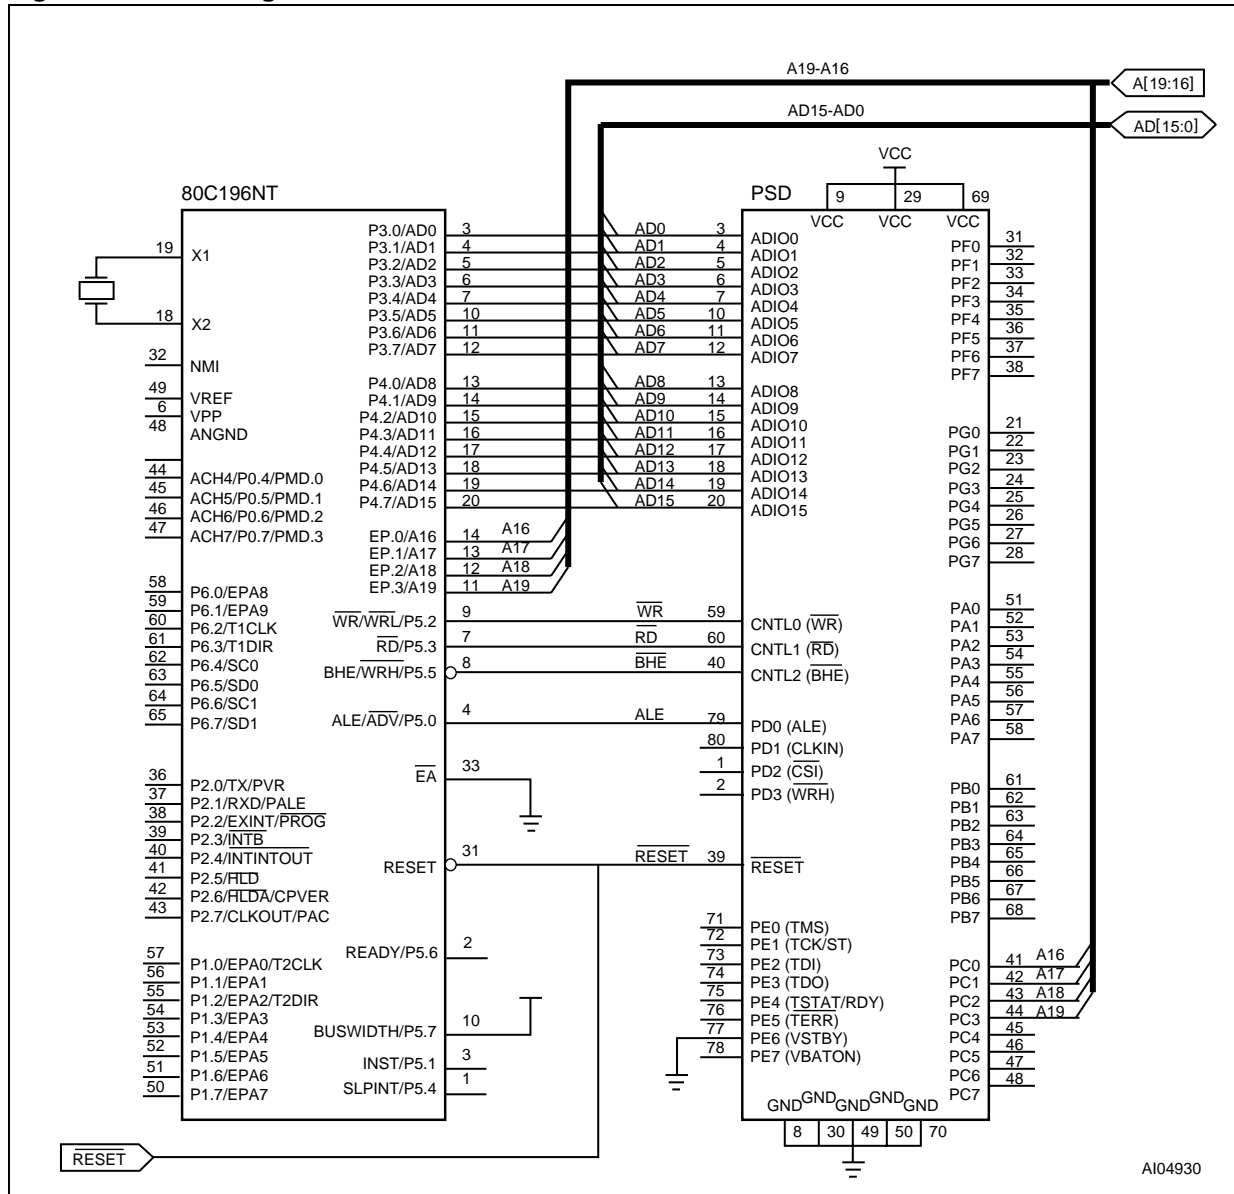 A19-A16
A[19:16]
AD15-AD0
AD[15:0]
VCC
80C196NT
PSD
9 29 69
VCC VCC VCC
19 X1
18 X2
32 NMI
49 VREF
6 VPP
48 ANGND
44 ACH4/P0.4/PMD.0
45 ACH5/P0.5/PMD.1
46 ACH6/P0.6/PMD.2
47 ACH7/P0.7/PMD.3
58 P6.0/EPA8
59 P6.1/EPA9
60 P6.2/T1CLK
61 P6.3/T1DIR
62 P6.4/SC0
63 P6.5/SD0
64 P6.6/SC1
65 P6.7/SD1
36 P2.0/TX/PVR
37 P2.1/RXD/PALE
38 P2.2/EXINT/PROG
39 P2.3/INTB
40 P2.4/INTINTOUT
41 P2.5/HLD
42 P2.6/HLDA/CPVER
43 P2.7/CLKOUT/PAC
57 P1.0/EPA0/T2CLK
56 P1.1/EPA1
55 P1.2/EPA2/T2DIR
54 P1.3/EPA3
53 P1.4/EPA4
52 P1.5/EPA5
51 P1.6/EPA6
50 P1.7/EPA7
P3.0/AD0 3 AD0 3 ADIO0
P3.1/AD1 4 AD1 4 ADIO1
P3.2/AD2 5 AD2 5 ADIO2
P3.3/AD3 6 AD3 6 ADIO3
P3.4/AD4 7 AD4 7 ADIO4
P3.5/AD5 10 AD5 10 ADIO5
P3.6/AD6 11 AD6 11 ADIO6
P3.7/AD7 12 AD7 12 ADIO7
P4.0/AD8 13 AD8 13 ADIO8
P4.1/AD9 14 AD9 14 ADIO9
P4.2/AD10 15 AD10 15 ADIO10
P4.3/AD11 16 AD11 16 ADIO11
P4.4/AD12 17 AD12 17 ADIO12
P4.5/AD13 18 AD13 18 ADIO13
P4.6/AD14 19 AD14 19 ADIO14
P4.7/AD15 20 AD15 20 ADIO15
EP.0/A16 14 A16
EP.1/A17 13 A17
EP.2/A18 12 A18
EP.3/A19 11 A19
WR/WRL/P5.2 9 WR 59 CNTL0 (WR)
RD/P5.3 7 RD 60 CNTL1 (RD)
BHE/WRH/P5.5 8 BHE 40 CNTL2 (BHE)
ALE/ADV/P5.0 4 ALE 79 PD0 (ALE)
80 PD1 (CLKIN)
1 PD2 (CSI)
2 PD3 (WRH)
EA 33
RESET 31 RESET 39 RESET
READY/P5.6 2
BUSWIDTH/P5.7 10
INST/P5.1 3
SLPINT/P5.4 1
71 PE0 (TMS)
72 PE1 (TCK/ST)
73 PE2 (TDI)
74 PE3 (TDO)
75 PE4 (TSTAT/RDY)
76 PE5 (TERR)
77 PE6 (VSTBY)
78 PE7 (VBATON)
PF0 31
PF1 32
PF2 33
PF3 34
PF4 35
PF5 36
PF6 37
PF7 38
PG0 21
PG1 22
PG2 23
PG3 24
PG4 25
PG5 26
PG6 27
PG7 28
PA0 51
PA1 52
PA2 53
PA3 54
PA4 55
PA5 56
PA6 57
PA7 58
PB0 61
PB1 62
PB2 63
PB3 64
PB4 65
PB5 66
PB6 67
PB7 68
PC0 41 A16
PC1 42 A17
PC2 43 A18
PC3 44 A19
PC4 45
PC5 46
PC6 47
PC7 48
GND GND GND GND GND
8 30 49 50 70
RESET
AI04930